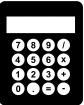 7 8 9 /
4 5 6 x
1 2 3 +
0 . = -